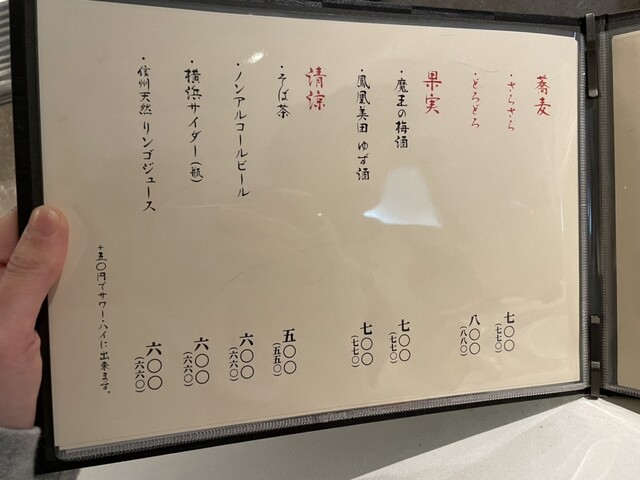 蕎麦
・さらさら 七〇〇(七七〇)
・どろどろ 八〇〇(八八〇)
果実
・魔王の梅酒 七〇〇(七七〇)
・鳳凰美田 ゆず酒 七〇〇(七七〇)
清涼
・そば茶 五〇〇(五五〇)
・ノンアルコールビール 六〇〇(六六〇)
・横浜サイダー(瓶) 六〇〇(六六〇)
・信州天然 リンゴジュース 六〇〇(六六〇)
+五〇円でサワー・ハイに出来ます。